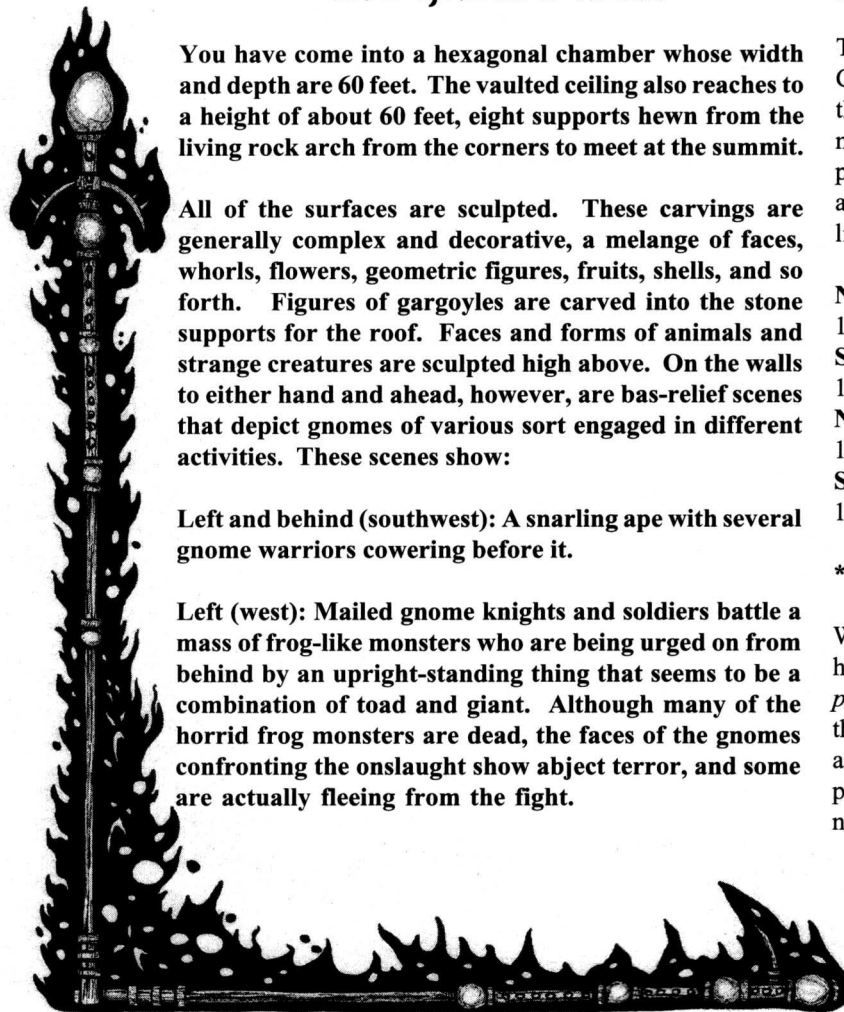 You have come into a hexagonal chamber whose width
and depth are 60 feet. The vaulted ceiling also reaches to
a height of about 60 feet, eight supports hewn from the
living rock arch from the corners to meet at the summit.
All of the surfaces are sculpted. These carvings are
generally complex and decorative, a melange of faces,
whorls, flowers, geometric figures, fruits, shells, and so
forth. Figures of gargoyles are carved into the stone
supports for the roof. Faces and forms of animals and
strange creatures are sculpted high above. On the walls
to either hand and ahead, however, are bas-relief scenes
that depict gnomes of various sort engaged in different
activities. These scenes show:
Left and behind (southwest): A snarling ape with several
gnome warriors cowering before it.
Left (west): Mailed gnome knights and soldiers battle a
mass of frog-like monsters who are being urged on from
behind by an upright-standing thing that seems to be a
combination of toad and giant. Although many of the
horrid frog monsters are dead, the faces of the gnomes
confronting the onslaught show abject terror, and some
are actually fleeing from the fight.